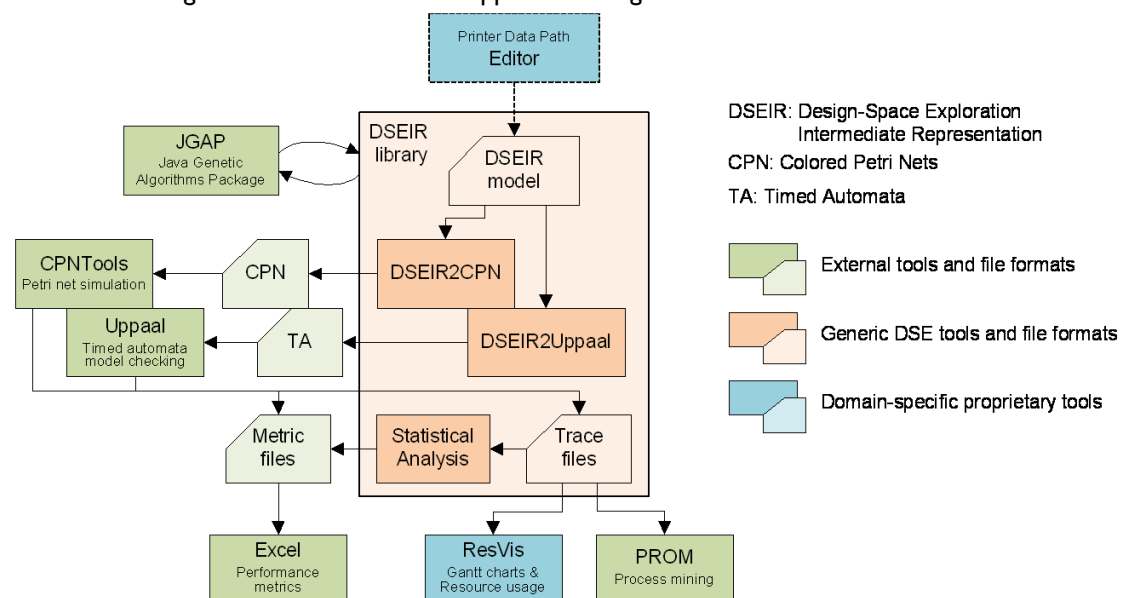 Printer Data Path
Editor
JGAP
Java Genetic
Algorithms Package
DSEIR
library
DSEIR
model
CPNTools
Petri net simulation
CPN
DSEIR2CPN
Uppaal
Timed automata
model checking
TA
DSEIR2Uppaal
Metric
files
Statistical
Analysis
Trace
files
Excel
Performance
metrics
ResVis
Gantt charts &
Resource usage
PROM
Process mining
DSEIR: Design-Space Exploration
Intermediate Representation
CPN: Colored Petri Nets
TA: Timed Automata
External tools and file formats
Generic DSE tools and file formats
Domain-specific proprietary tools